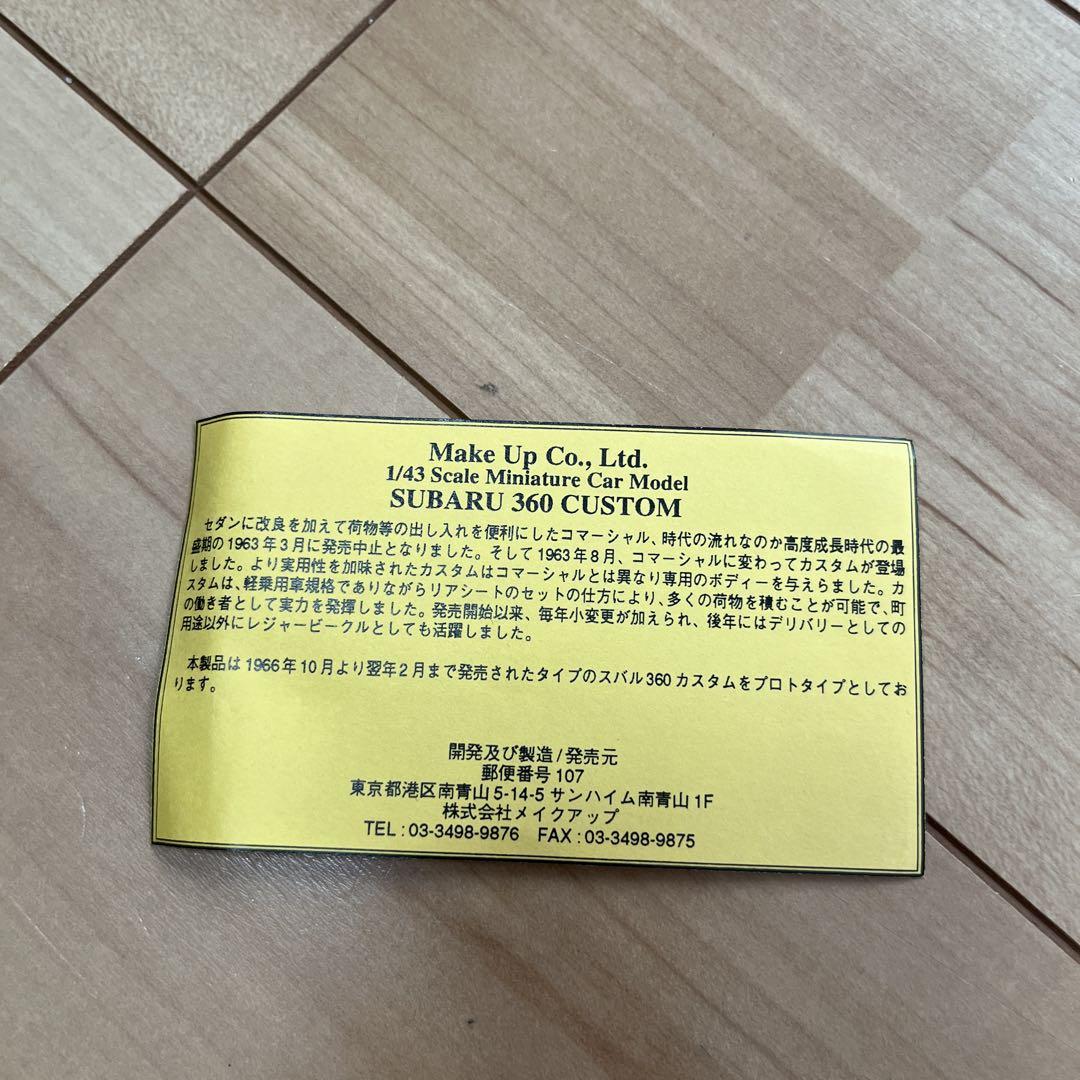 Make Up Co., Ltd.
1/43 Scale Miniature Car Model
SUBARU 360 CUSTOM
セダンに改良を加えて荷物等の出し入れを便利にしたコマーシャル、時代の流れなのか高度成長時代の最
盛期の1963年3月に発売中止となりました。そして1963年8月、コマーシャルに変わってカスタムが登場
しました。より実用性を加味されたカスタムはコマーシャルとは異なり専用のボディーを与えらました。カ
スタムは、軽乗用車規格でありながらリアシートのセットの仕方により、多くの荷物を積むことが可能で、町
の働き者として実力を発揮しました。発売開始以来、毎年小変更が加えられ、後年にはデリバリーとしての
用途以外にレジャービークルとしても活躍しました。
本製品は1966年10月より翌年2月まで発売されたタイプのスバル360カスタムをプロトタイプとしてお
ります。
開発及び製造/発売元
郵便番号107
東京都港区南青山5-14-5サンハイム南青山1F
株式会社メイクアップ
TEL : 03-3498-9876 FAX : 03-3498-9875